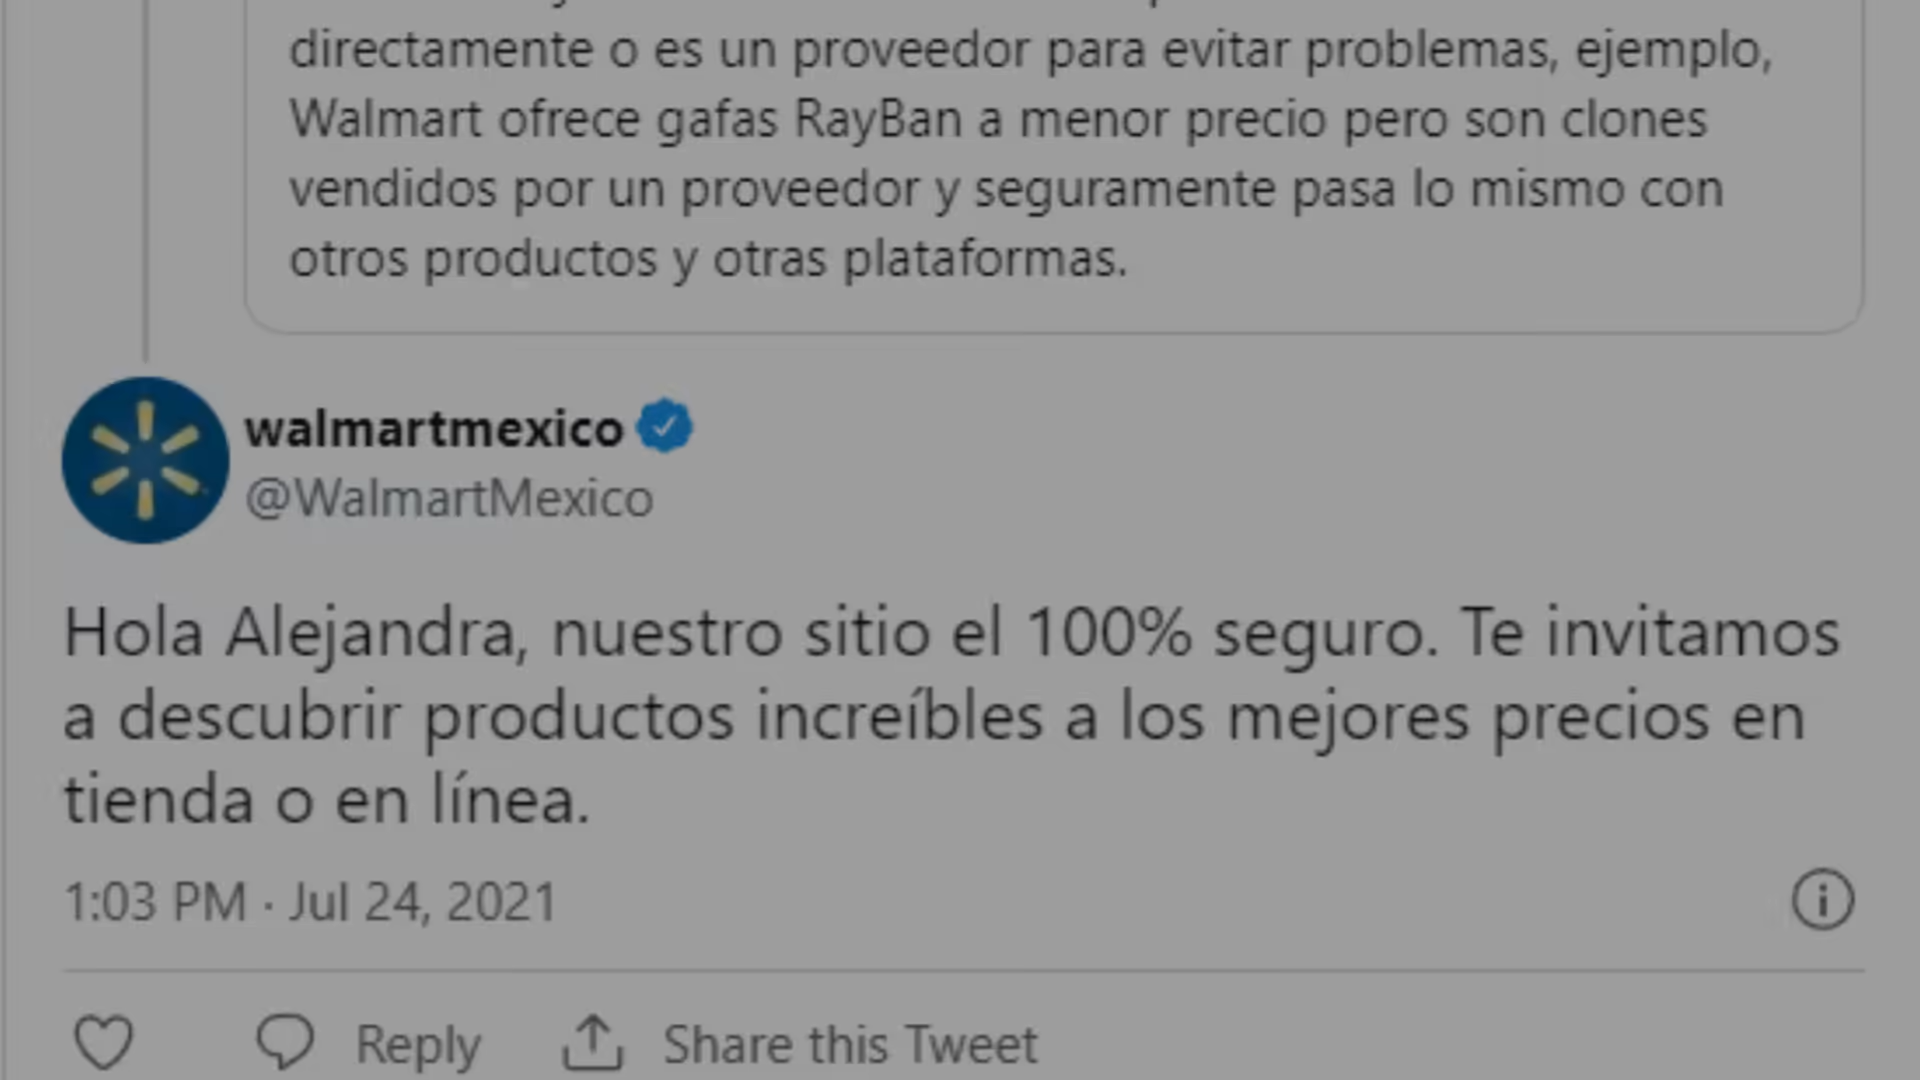 directamente o es un proveedor para evitar problemas, ejemplo,
Walmart ofrece gafas RayBan a menor precio pero son clones
vendidos por un proveedor y seguramente pasa lo mismo con
otros productos y otras plataformas.
walmartmexico
@WalmartMexico
Hola Alejandra, nuestro sitio el 100% seguro. Te invitamos
a descubrir productos increíbles a los mejores precios en
tienda o en línea.
1:03 PM · Jul 24, 2021
Reply
Share this Tweet